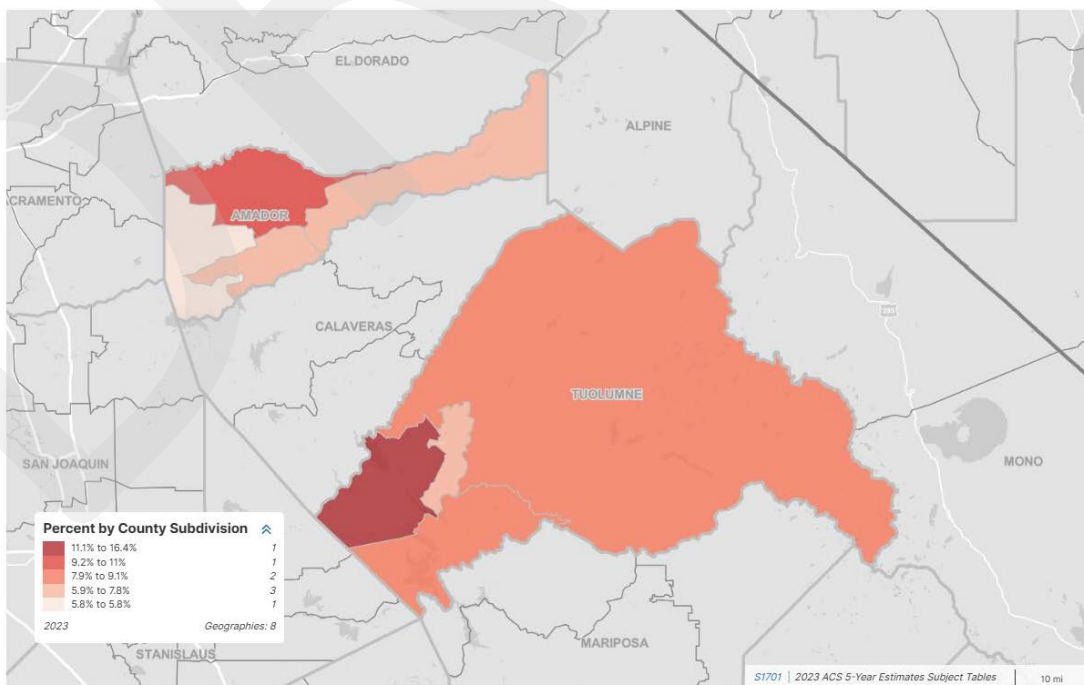 EL DORADO
ALPINE
CRAMENTO
AMADOR
CALAVERAS
TUOLUMNE
SAN JOAQUIN
MONO
Percent by County Subdivision
11.1% to 16.4% 1
9.2% to 11% 1
7.9% to 9.1% 2
5.9% to 7.8% 3
5.8% to 5.8% 1
2023 Geographies: 8
STANISLAUS
MARIPOSA
S1701 | 2023 ACS 5-Year Estimates Subject Tables 10 mi